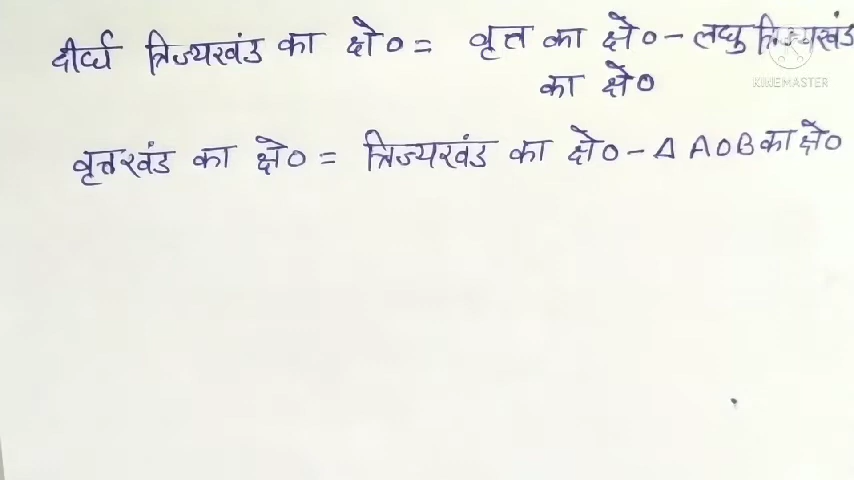 दीर्घ त्रिज्यखंड का क्षे० = वृत्त का क्षे० - लघु त्रिज्यखंड
का क्षे०
KINEMASTER
वृत्तखंड का क्षे० = त्रिज्यखंड का क्षे० - Δ AOB का क्षे०